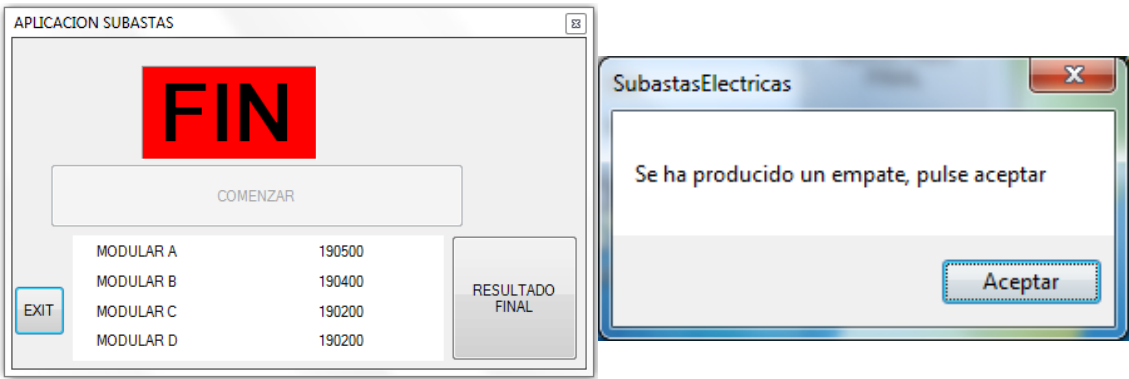 APLICACION SUBASTAS
FIN
COMENZAR
MODULAR A 190500
MODULAR B 190400
MODULAR C 190200
MODULAR D 190200
EXIT
RESULTADO
FINAL
SubastasElectricas
Se ha producido un empate, pulse aceptar
Aceptar